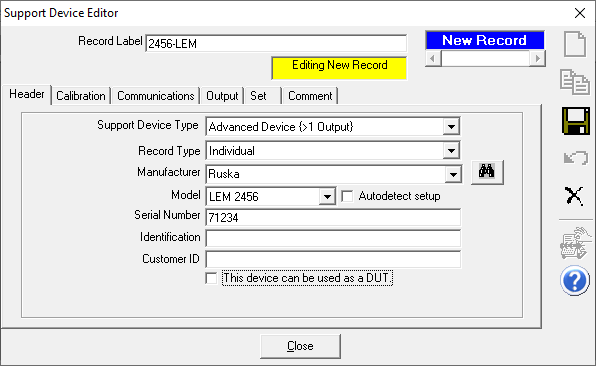 Support Device Editor
Record Label 2456-LEM
New Record
Editing New Record
Header Calibration Communications Output Set Comment
Support Device Type Advanced Device {>1 Output}
Record Type Individual
Manufacturer Ruska
Model LEM 2456 Autodetect setup
Serial Number 71234
Identification
Customer ID
This device can be used as a DUT.
Close